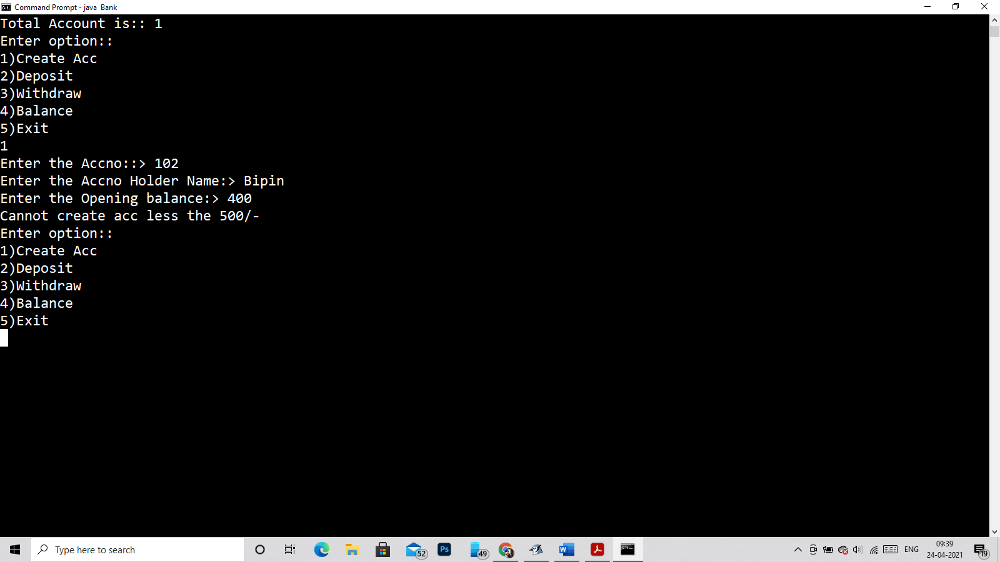 Command Prompt - java  Bank
Total Account is:: 1
Enter option::
1)Create Acc
2)Deposit
3)Withdraw
4)Balance
5)Exit
1
Enter the Accno::> 102
Enter the Accno Holder Name:> Bipin
Enter the Opening balance:> 400
Cannot create acc less the 500/-
Enter option::
1)Create Acc
2)Deposit
3)Withdraw
4)Balance
5)Exit
Type here to search
52
Ps
49
W
ENG
09:39
24-04-2021
19